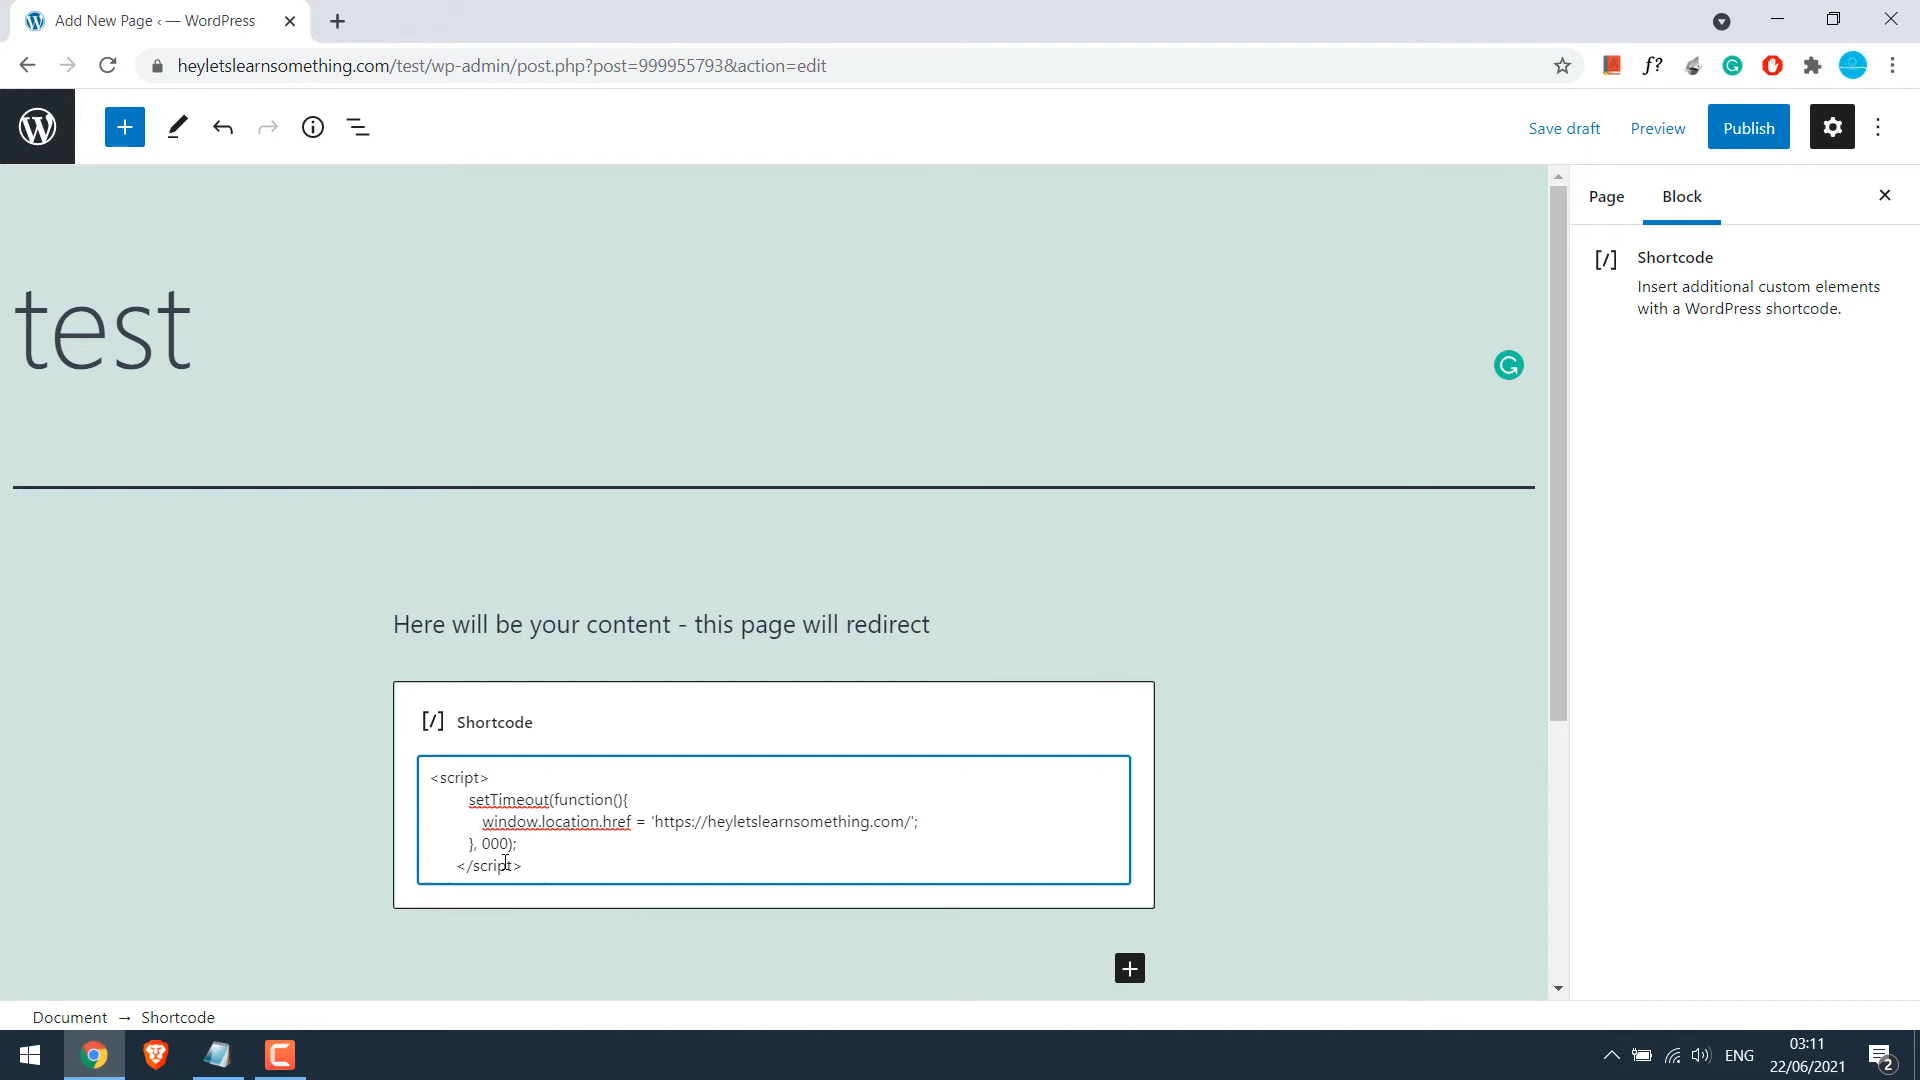 Add New Page ‹ — WordPress
heyletslearnsomething.com/test/wp-admin/post.php?post=999955793&action=edit
f?
Save draft
Preview
Publish
Page
Block
[/] Shortcode
Insert additional custom elements
with a WordPress shortcode.
test
Here will be your content - this page will redirect
[/] Shortcode
<script>
setTimeout(function(){
window.location.href = 'https://heyletslearnsomething.com/';
}, 000);
</script>
Document → Shortcode
ENG
03:11
22/06/2021
2